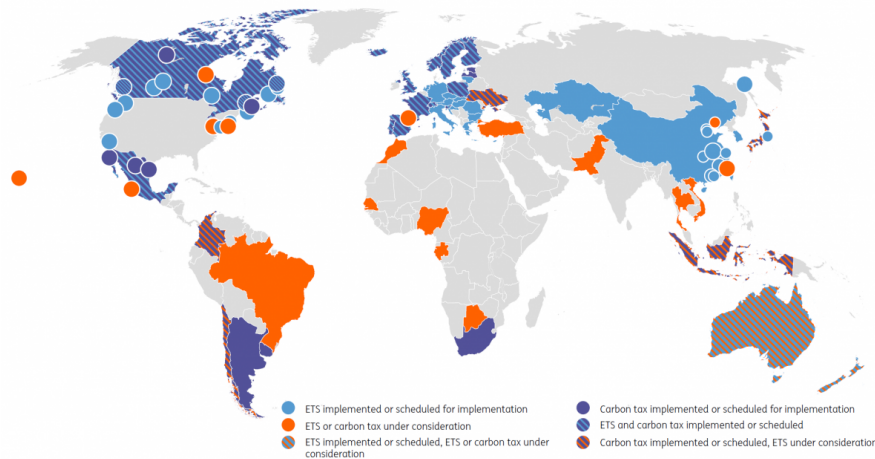 ETS implemented or scheduled for implementation
ETS or carbon tax under consideration
ETS implemented or scheduled, ETS or carbon tax under
consideration
Carbon tax implemented or scheduled for implementation
ETS and carbon tax implemented or scheduled
Carbon tax implemented or scheduled, ETS under consideration